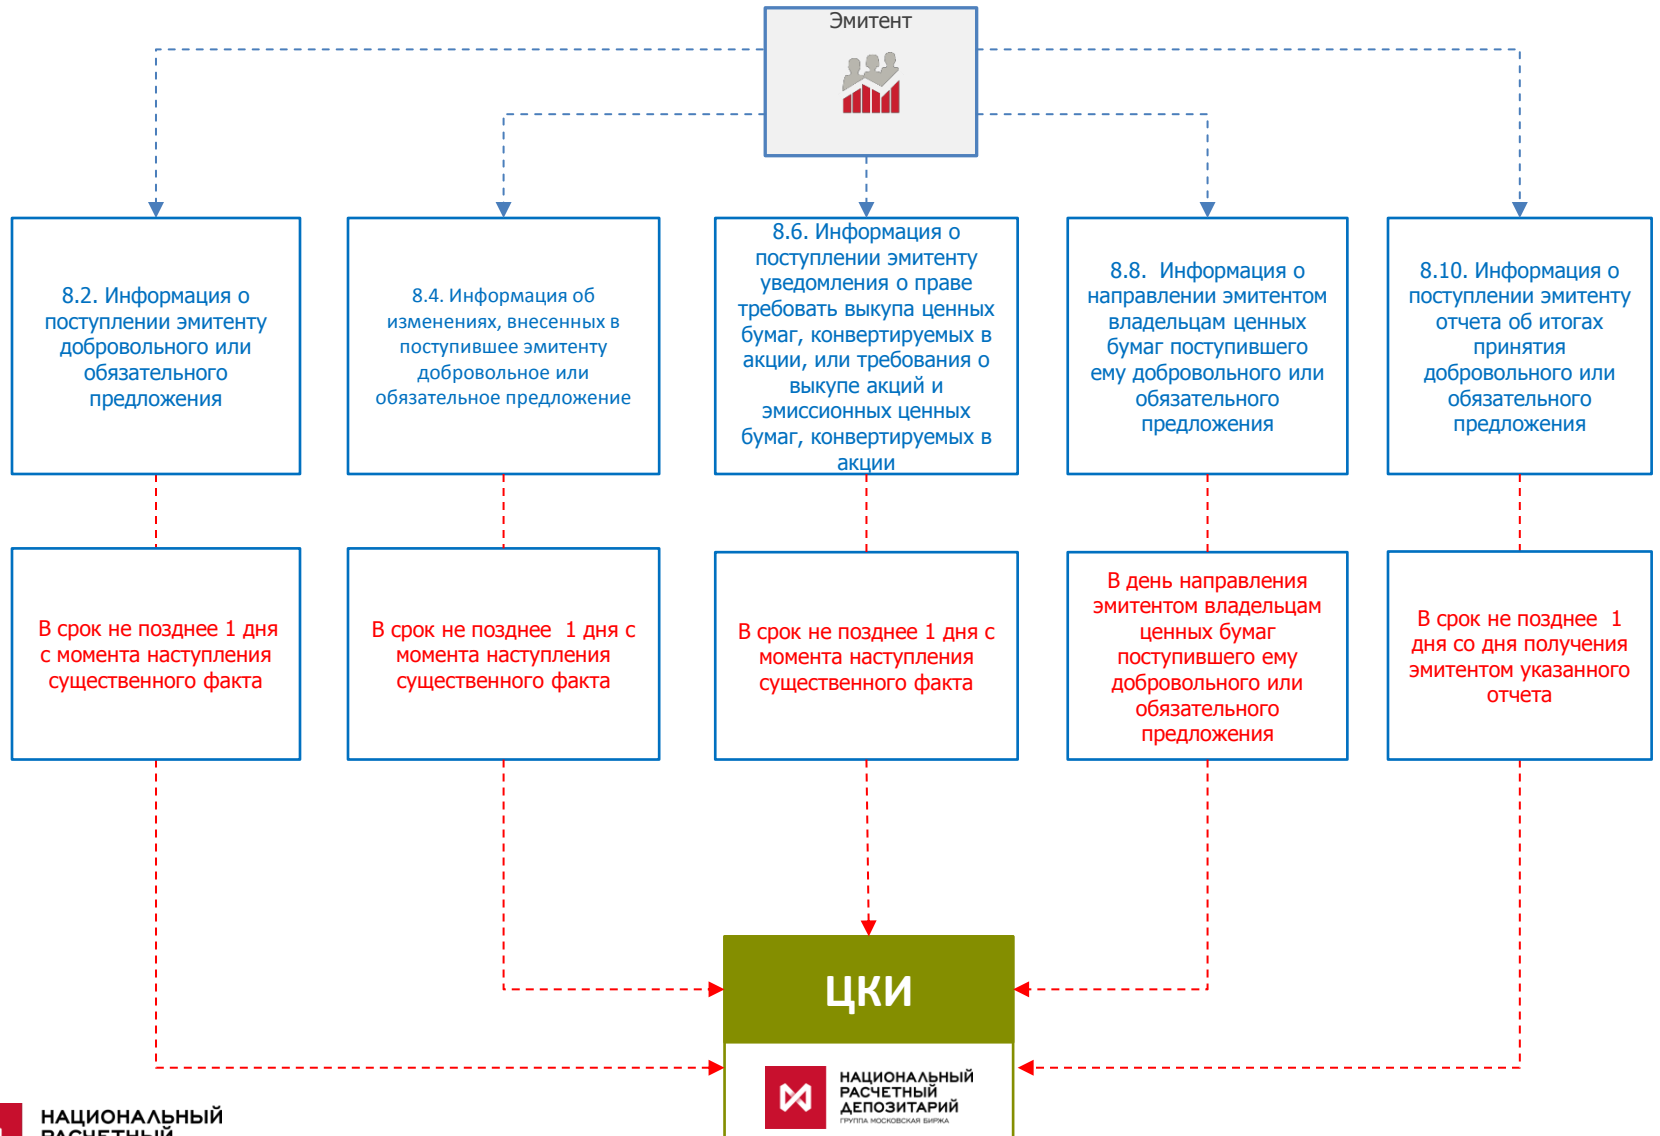 Эмитент
8.2. Информация о
поступлении эмитенту
добровольного или
обязательного
предложения
8.4. Информация об
изменениях, внесенных в
поступившее эмитенту
добровольное или
обязательное предложение
8.6. Информация о
поступлении эмитенту
уведомления о праве
требовать выкупа ценных
бумаг, конвертируемых в
акции, или требования о
выкупе акций и
эмиссионных ценных
бумаг, конвертируемых в
акции
8.8. Информация о
направлении эмитентом
владельцам ценных
бумаг поступившего
ему добровольного или
обязательного
предложения
8.10. Информация о
поступлении эмитенту
отчета об итогах
принятия
добровольного или
обязательного
предложения
В срок не позднее 1 дня
с момента наступления
существенного факта
В срок не позднее 1 дня с
момента наступления
существенного факта
В срок не позднее 1 дня с
момента наступления
существенного факта
В день направления
эмитентом владельцам
ценных бумаг
поступившего ему
добровольного или
обязательного
предложения
В срок не позднее 1
дня со дня получения
эмитентом указанного
отчета
ЦКИ
НАЦИОНАЛЬНЫЙ
РАСЧЕТНЫЙ
ДЕПОЗИТАРИЙ
ГРУППА МОСКОВСКАЯ БИРЖА
НАЦИОНАЛЬНЫЙ
РАСЧЕТНЫЙ